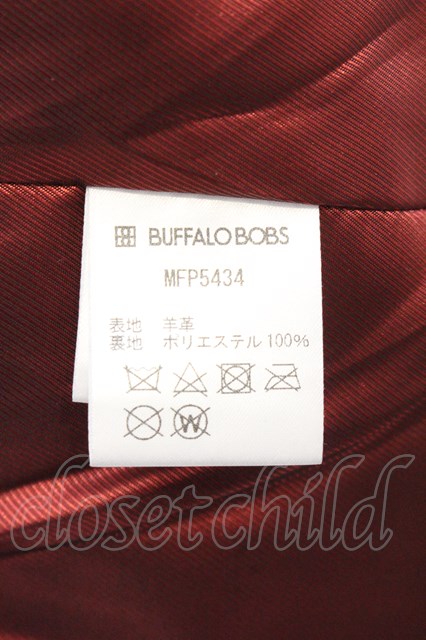 BUFFALO BOBS
MFP5434
表地 羊革
裏地 ポリエステル 100%
W
closetchild